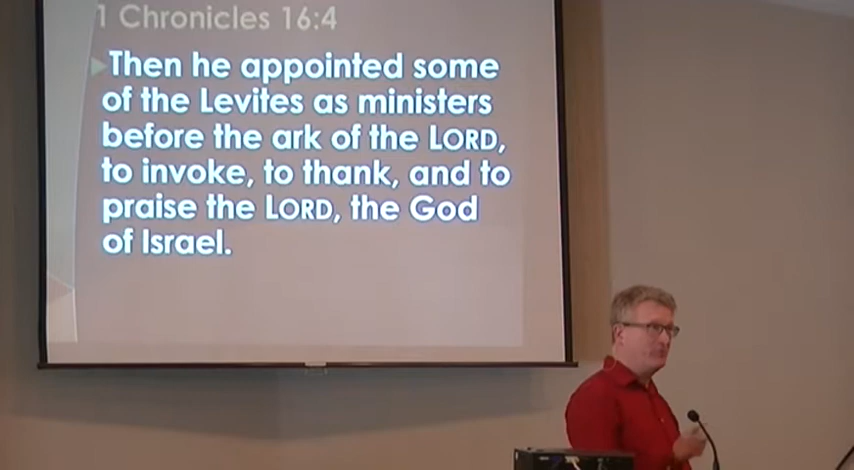 1 Chronicles 16:4
Then he appointed some
of the Levites as ministers
before the ark of the LORD,
to invoke, to thank, and to
praise the LORD, the God
of Israel.